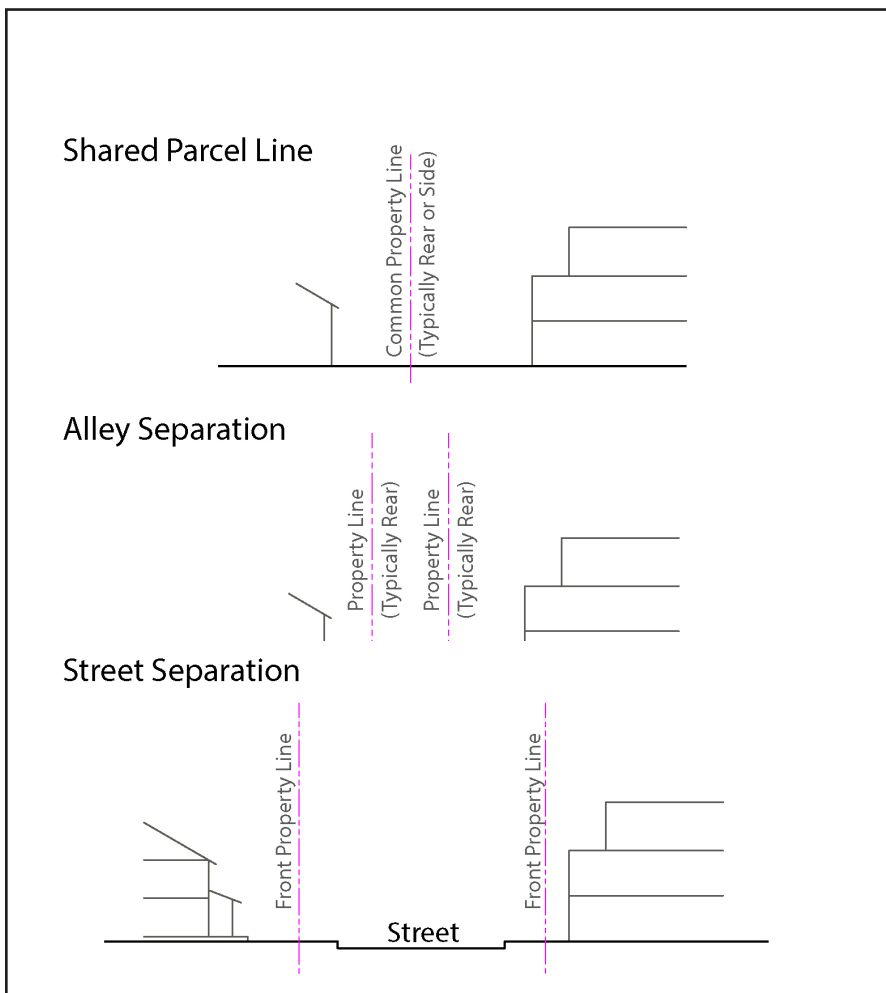 Shared Parcel Line
Common Property Line
(Typically Rear or Side)
Alley Separation
Property Line
(Typically Rear)
Property Line
(Typically Rear)
Street Separation
Front Property Line
Front Property Line
Street